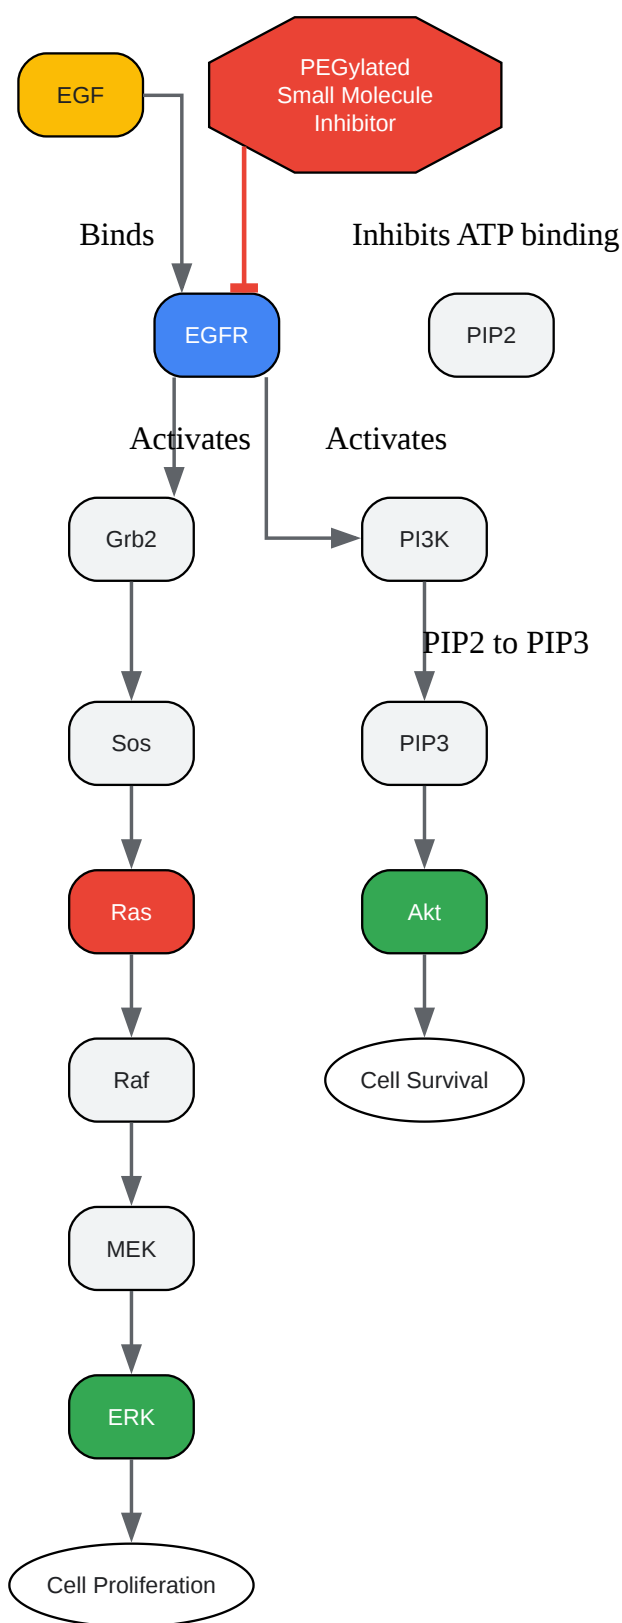 EGF
PEGylated
Small Molecule
Inhibitor
Binds
Inhibits ATP binding
EGFR
PIP2
Activates
Activates
Grb2
PI3K
PIP2 to PIP3
Sos
PIP3
Ras
Akt
Raf
Cell Survival
MEK
ERK
Cell Proliferation